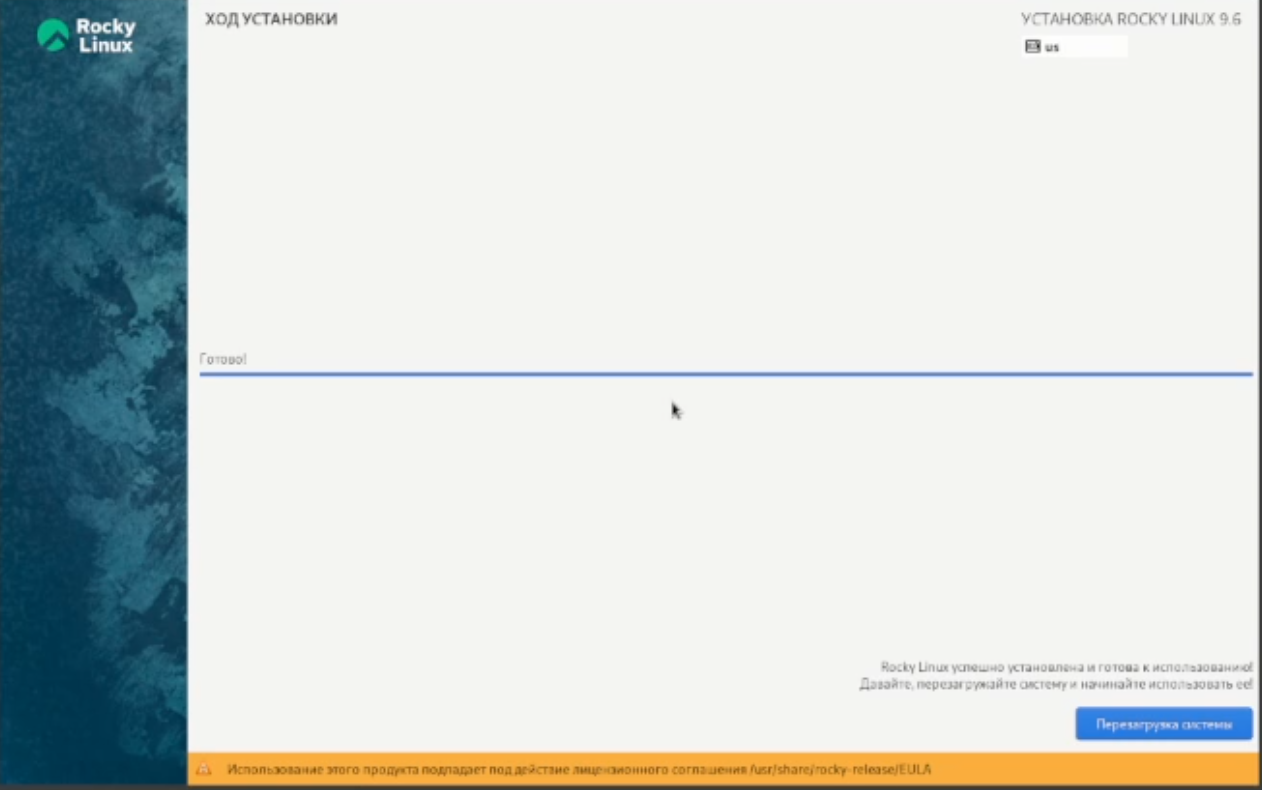 Rocky
Linux
ХОД УСТАНОВКИ
УСТАНОВКА ROCKY LINUX 9.6
us
Готово!
Rocky Linux успешно установлена и готова к использованию!
Давайте, перезагружайте систему и начинайте использовать ее!
Перезагрузка системы
Использование этого продукта подпадает под действие лицензионного соглашения /usr/share/rocky-release/EULA